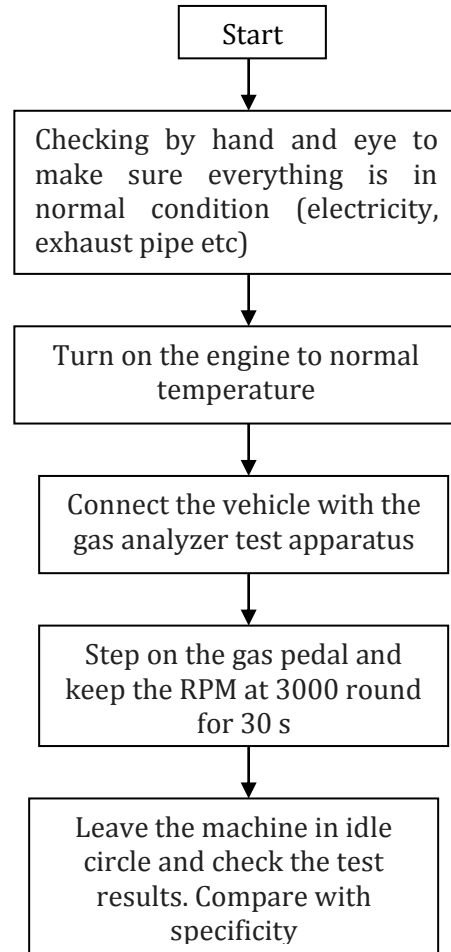 Start
Checking by hand and eye to
make sure everything is in
normal condition (electricity,
exhaust pipe etc)
Turn on the engine to normal
temperature
Connect the vehicle with the
gas analyzer test apparatus
Step on the gas pedal and
keep the RPM at 3000 round
for 30 s
Leave the machine in idle
circle and check the test
results. Compare with
specificity